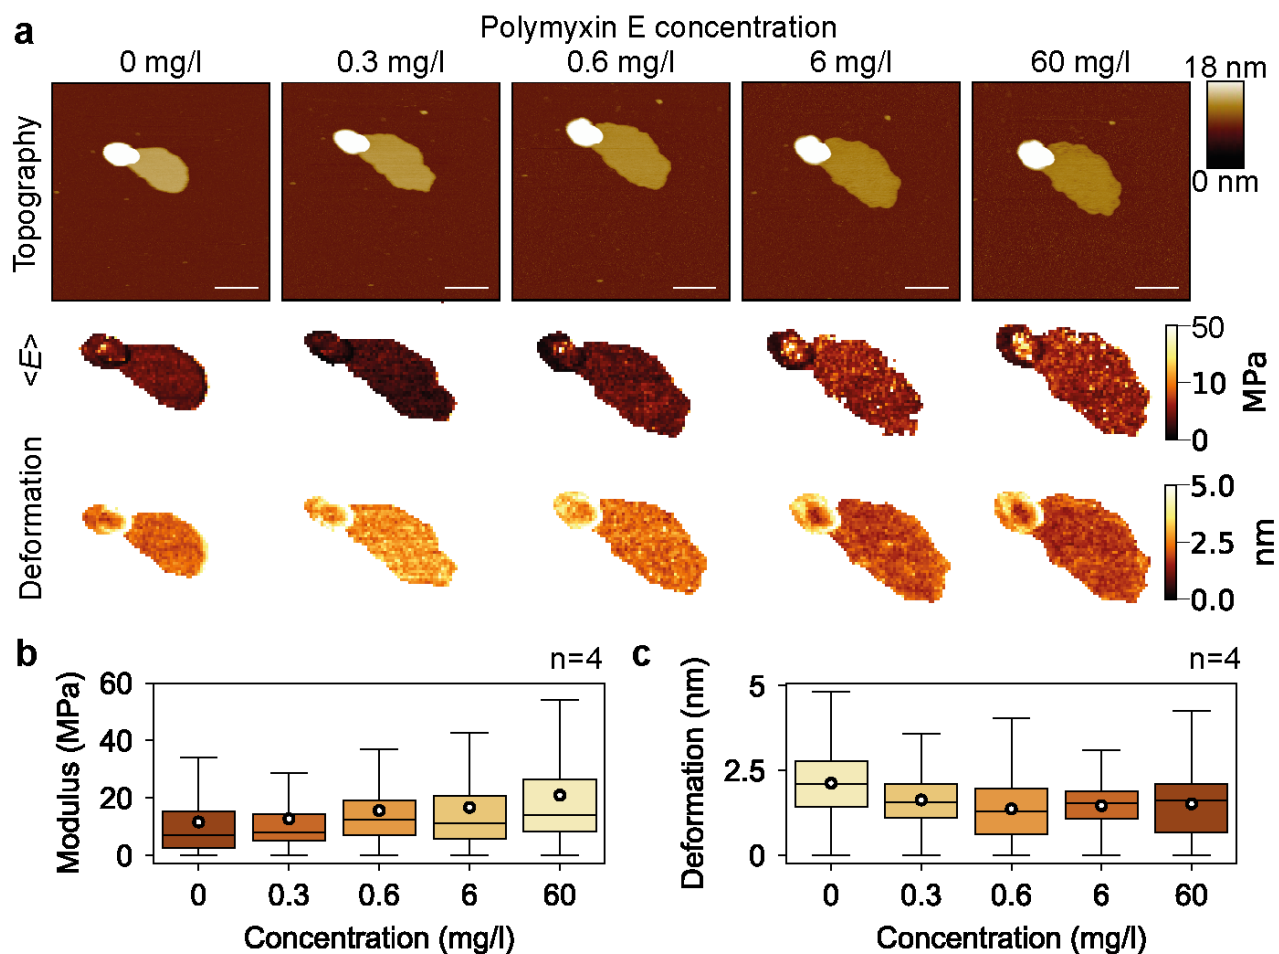 a
Polymyxin E concentration
0 mg/l 0.3 mg/l 0.6 mg/l 6 mg/l 60 mg/l
18 nm
0 nm
Topography
<E>
50
10
0
MPa
Deformation
5.0
2.5
0.0
nm
b
n=4
Modulus (MPa)
60
40
20
0
0 0.3 0.6 6 60
Concentration (mg/l)
c
n=4
Deformation (nm)
5
2.5
0
0 0.3 0.6 6 60
Concentration (mg/l)